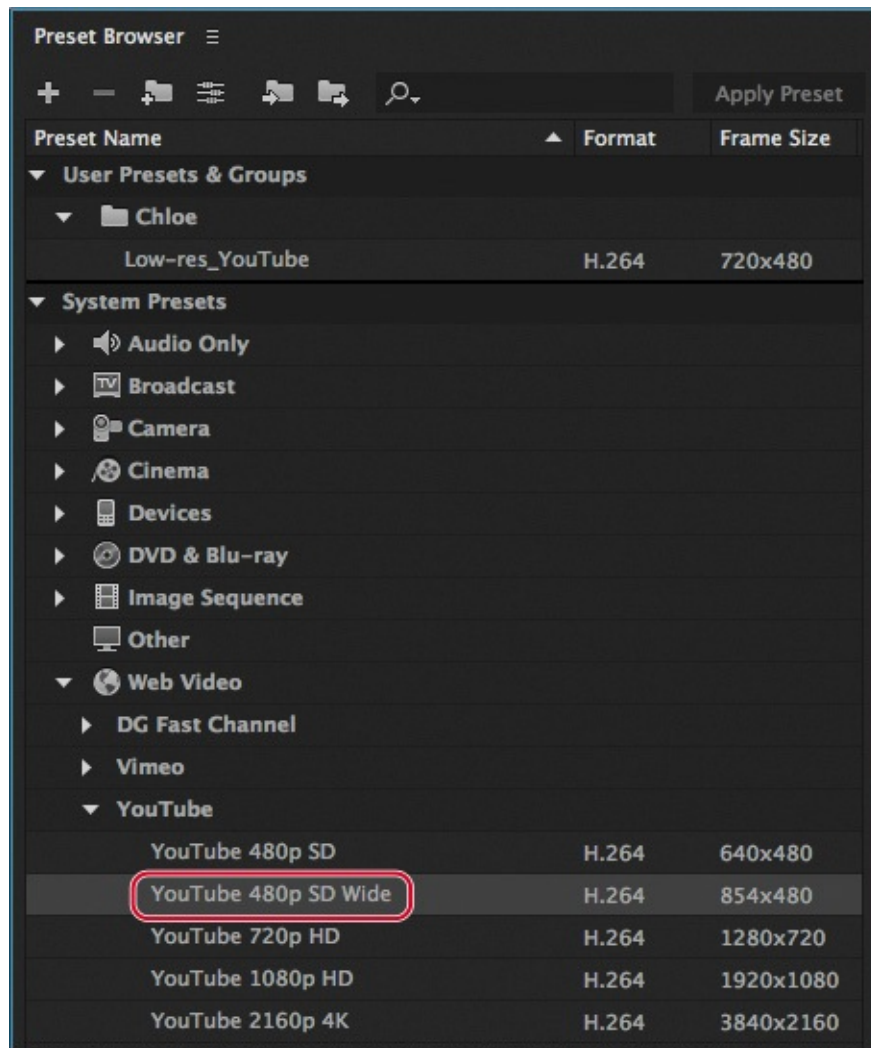 Preset Browser
Apply Preset
Preset Name Format Frame Size
User Presets & Groups
Chloe
Low-res_YouTube H.264 720x480
System Presets
Audio Only
TV Broadcast
Camera
Cinema
Devices
DVD & Blu-ray
Image Sequence
Other
Web Video
DG Fast Channel
Vimeo
YouTube
YouTube 480p SD H.264 640x480
YouTube 480p SD Wide H.264 854x480
YouTube 720p HD H.264 1280x720
YouTube 1080p HD H.264 1920x1080
YouTube 2160p 4K H.264 3840x2160